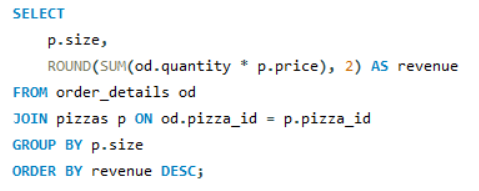 SELECT
    p.size,
    ROUND(SUM(od.quantity * p.price), 2) AS revenue
FROM order_details od
JOIN pizzas p ON od.pizza_id = p.pizza_id
GROUP BY p.size
ORDER BY revenue DESC;